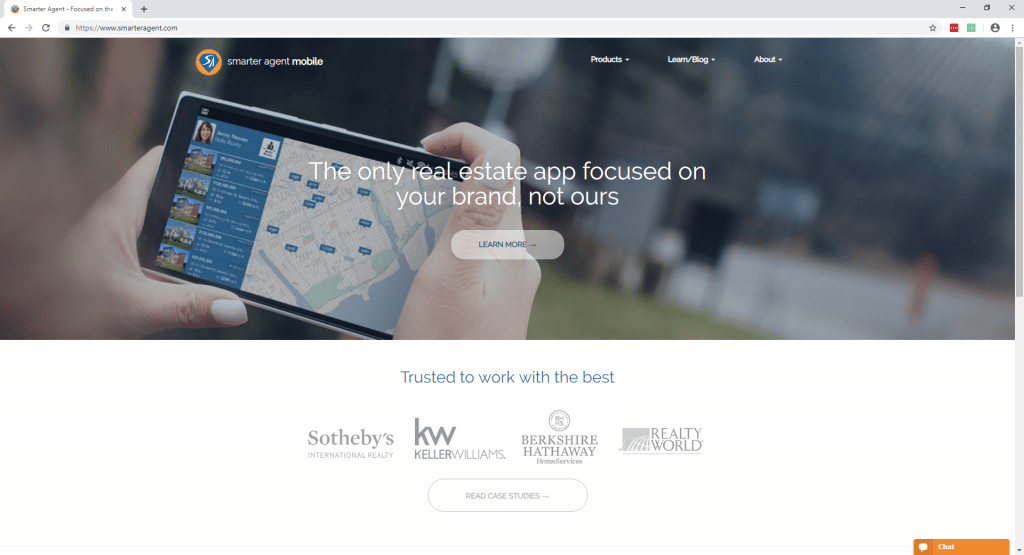 Smarter Agent - Focused on the
https://www.smarteragent.com
smarter agent mobile
Products
Learn/Blog
About
The only real estate app focused on
your brand, not ours
LEARN MORE →
Trusted to work with the best
Sotheby's
INTERNATIONAL REALTY
kw
KELLERWILLIAMS.
BH
HS
BERKSHIRE
HATHAWAY
HomeServices
REALTY
WORLD
READ CASE STUDIES →
Chat